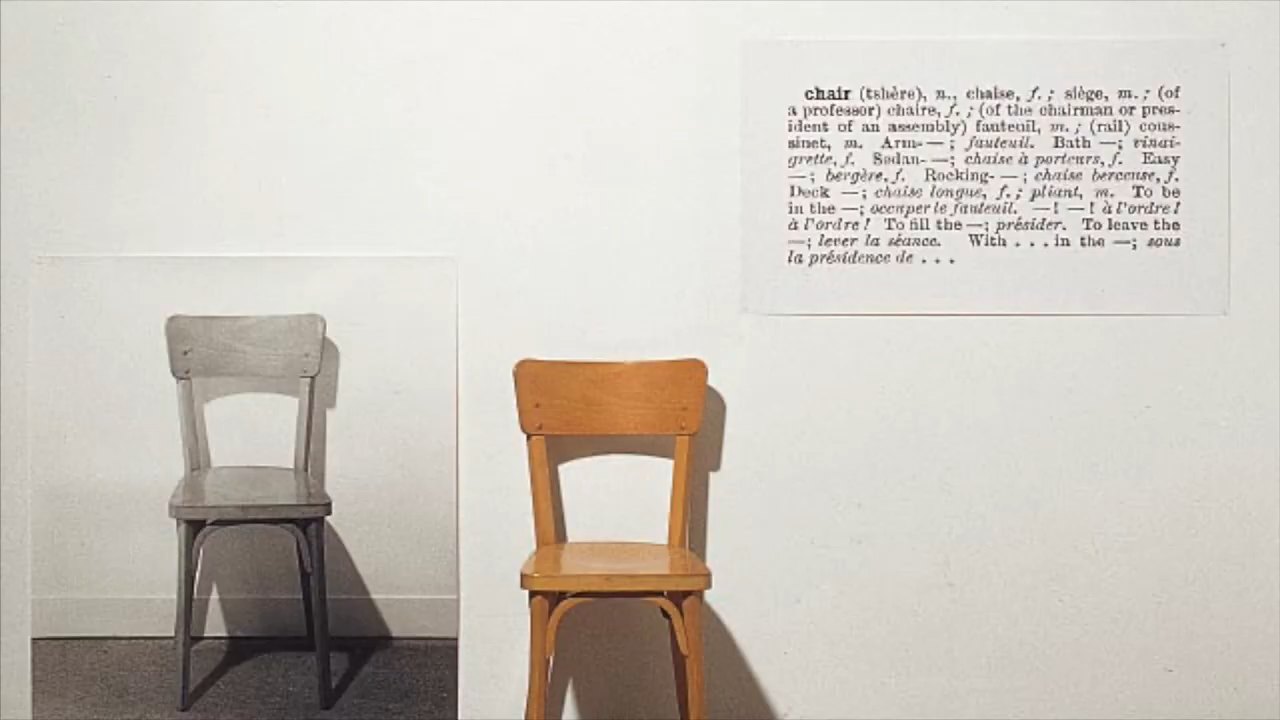 chair (tshère), n., chaise, f. ; siège, m. ; (of
a professor) chaire, f. ; (of the chairman or pres-
ident of an assembly) fauteuil, m. ; (rail) cous-
sinet, m. Arm- — ; fauteuil. Bath —; vinai-
grette, f. Sedan- —; chaise à porteurs, f. Easy
—; bergère, f. Rocking- —; chaise berceuse, f.
Deck —; chaise longue, f. ; pliant, m. To be
in the —; occuper le fauteuil. —! —! à l'ordre!
à l'ordre! To fill the —; présider. To leave the
—; lever la séance. With . . . in the —; sous
la présidence de . . .